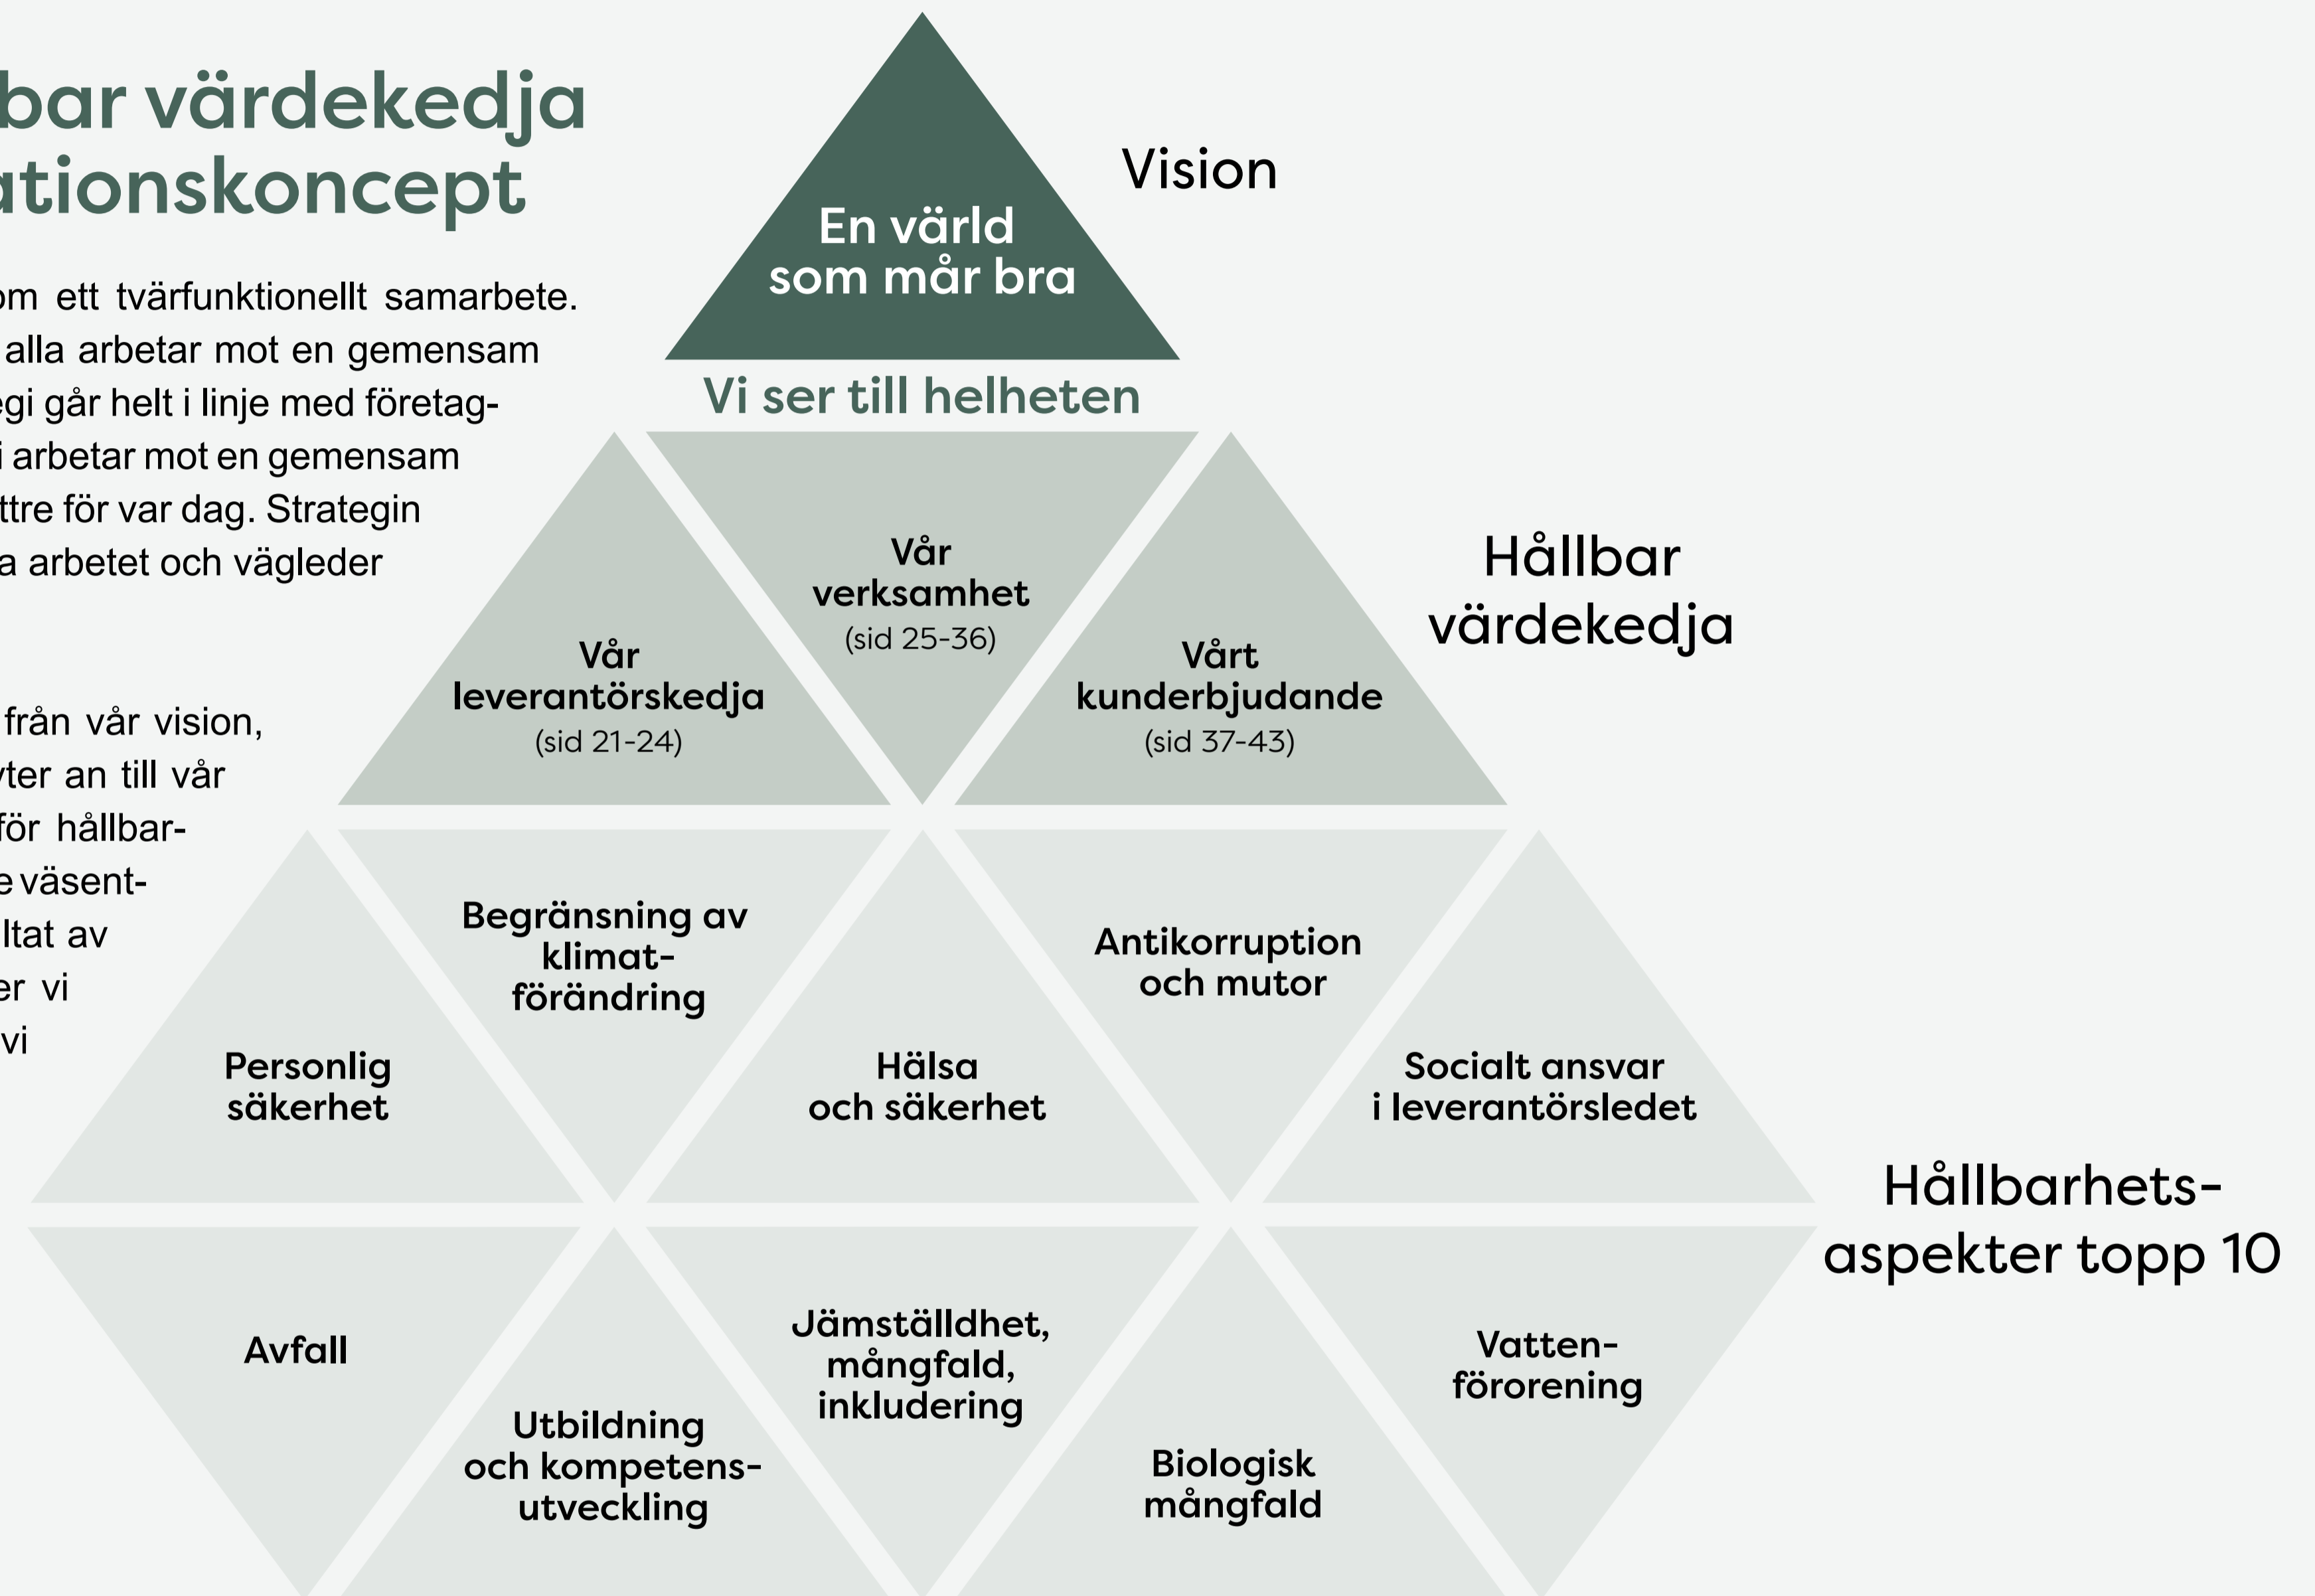 bar värdekedja
ationskoncept
om ett tvärfunktionellt samarbete.
alla arbetar mot en gemensam
egi går helt i linje med företag-
i arbetar mot en gemensam
ttre för var dag. Strategin
a arbetet och vägleder
från vår vision,
ter an till vår
för hållbar-
e väsent-
ltat av
er vi
vi
En värld
som mår bra
Vision
Vi ser till helheten
Vår
verksamhet
(sid 25-36)
Vår
leverantörskedja
(sid 21-24)
Vårt
kunderbjudande
(sid 37-43)
Hållbar
värdekedja
Begränsning av
klimat-
förändring
Antikorruption
och mutor
Personlig
säkerhet
Hälsa
och säkerhet
Socialt ansvar
i leverantörsledet
Hållbarhets-
aspekter topp 10
Avfall
Utbildning
och kompetens-
utveckling
Jämställdhet,
mångfald,
inkludering
Biologisk
mångfald
Vatten-
förorening